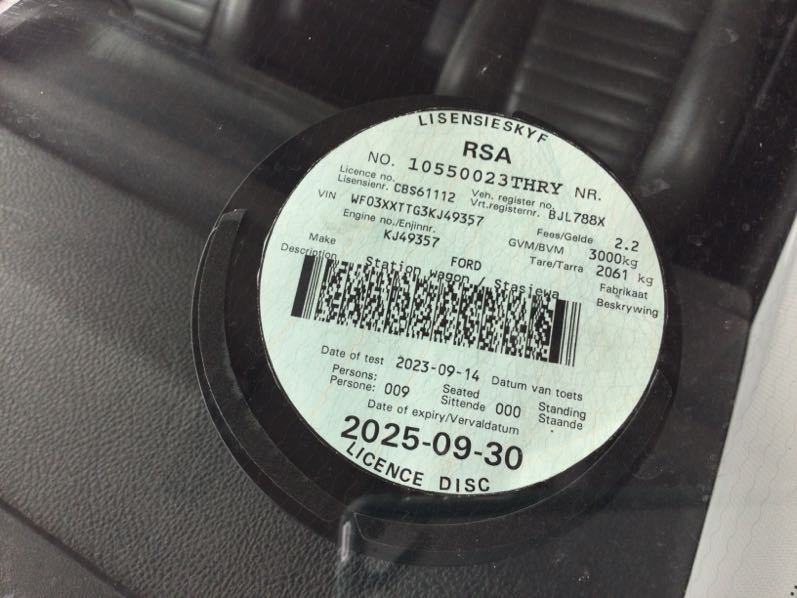 LISENSIESKYF
RSA
NO. 10550023THRY NR.
Licence no. Lisensienr. CBS61112 Veh. register no. Vrt.registernr. BJL788X
VIN WF03XXTTG3KJ49357 Fees/Gelde 2.2
Engine no./Enjinnr. KJ49357 GVM/BVM 3000kg
Make FORD Tare/Tarra 2061 kg Fabrikaat
Description Station wagon / Stasiewa Beskrywing
Date of test 2023-09-14 Datum van toets
Persons: Persone: 009 Seated Sittende 000 Standing Staande
Date of expiry/Vervaldatum
2025-09-30
LICENCE DISC